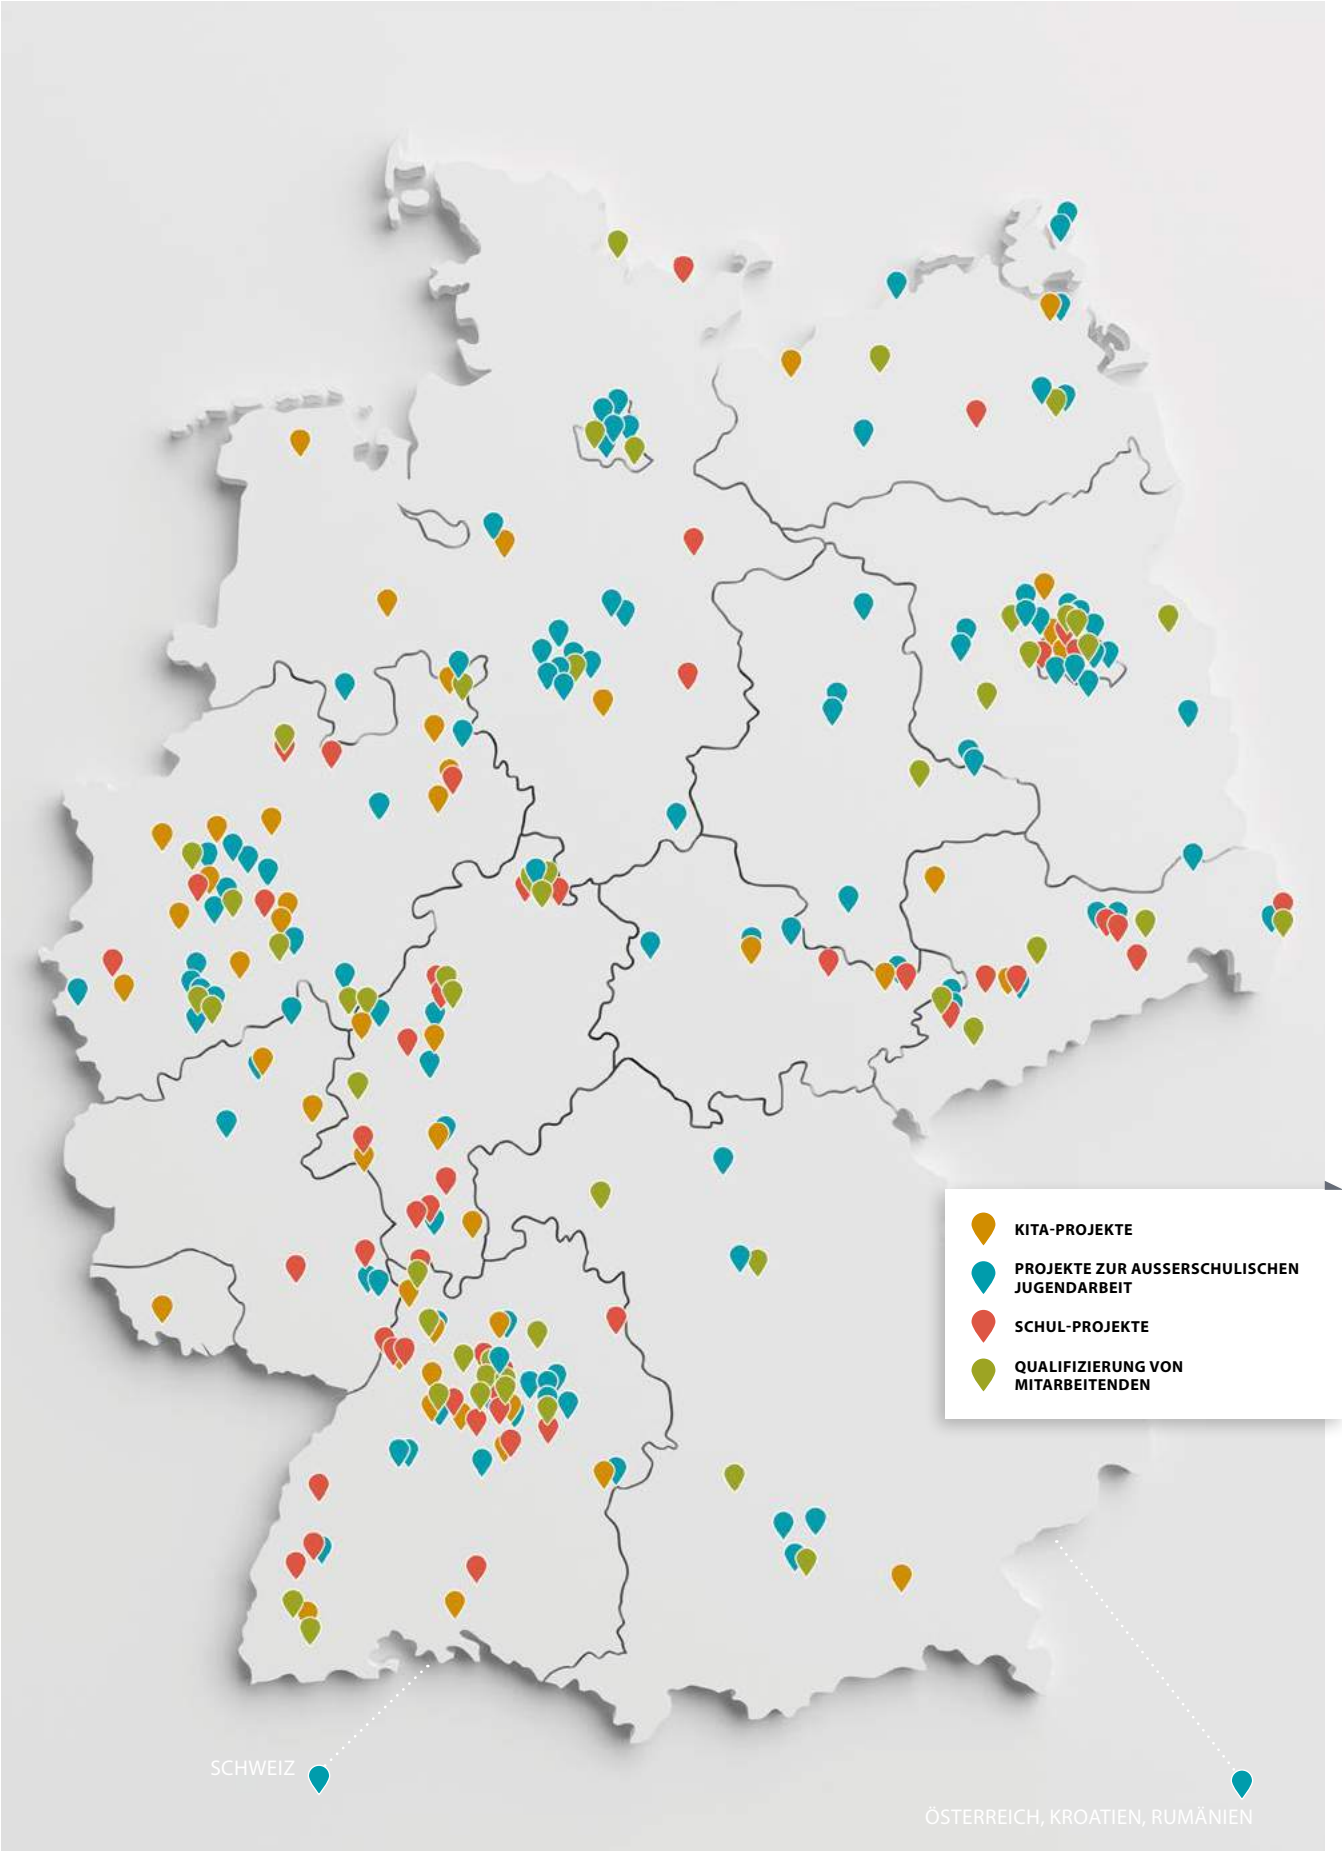 KITA-PROJEKTE
PROJEKTE ZUR AUSSERSCHULISCHEN
JUGENDARBEIT
SCHUL-PROJEKTE
QUALIFIZIERUNG VON
MITARBEITENDEN
SCHWEIZ
ÖSTERREICH, KROATIEN, RUMÄNIEN